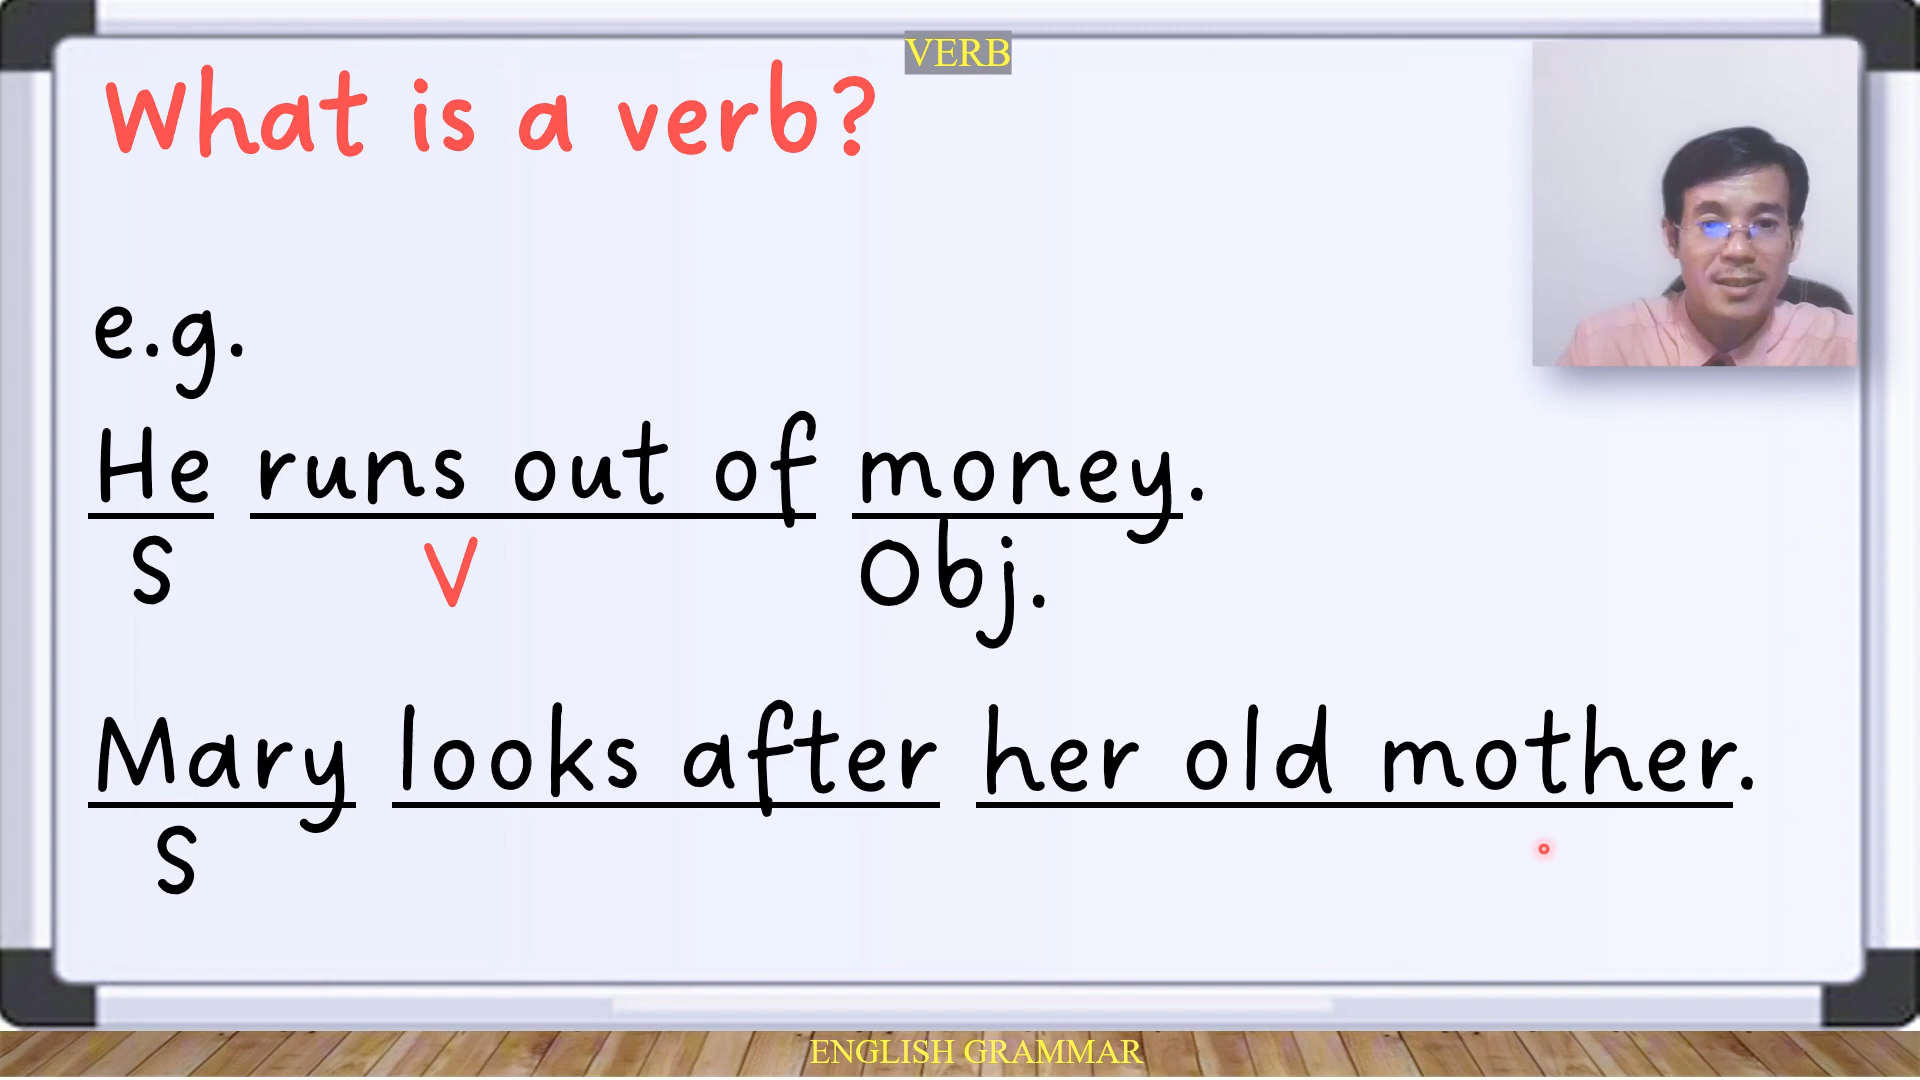 VERB
What is a verb?
e.g.
He runs out of money.
S V Obj.
Mary looks after her old mother.
S
ENGLISH GRAMMAR